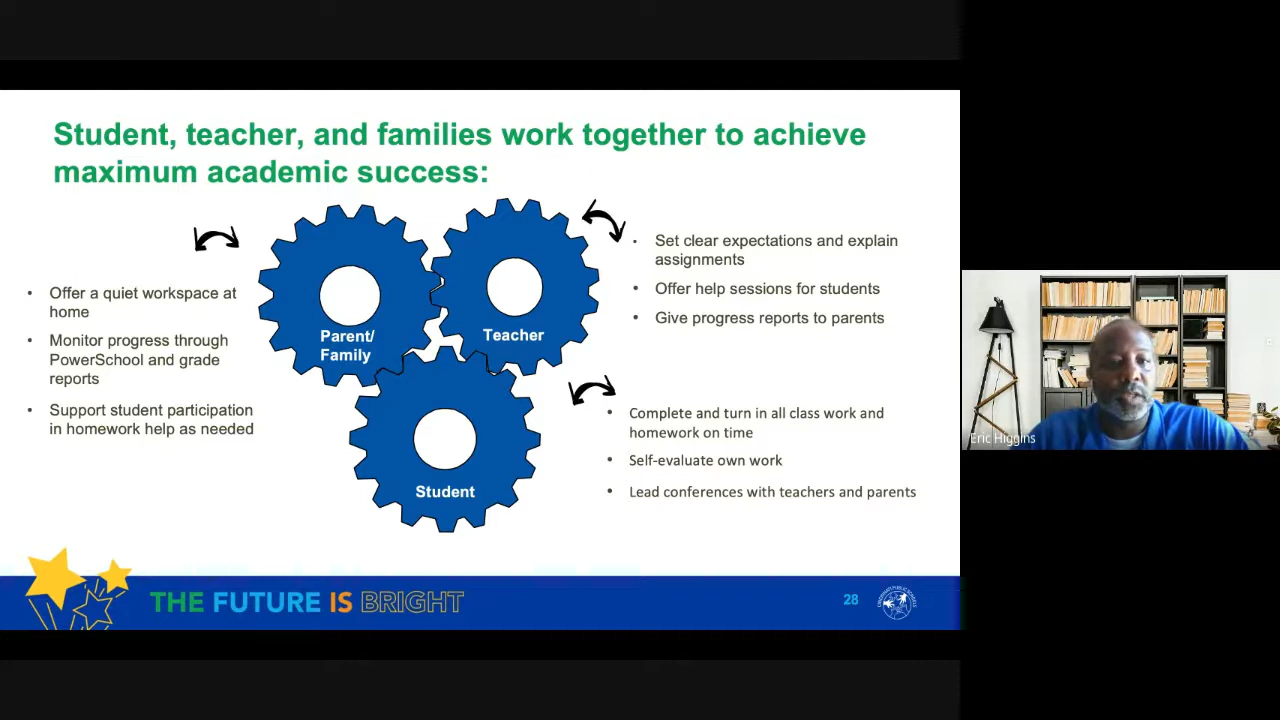 Student, teacher, and families work together to achieve
maximum academic success:
• Offer a quiet workspace at
home
• Monitor progress through
PowerSchool and grade
reports
• Support student participation
in homework help as needed
Parent/
Family
Teacher
Student
• Set clear expectations and explain
assignments
• Offer help sessions for students
• Give progress reports to parents
• Complete and turn in all class work and
homework on time
• Self-evaluate own work
• Lead conferences with teachers and parents
THE FUTURE IS BRIGHT
28
Eric Higgins